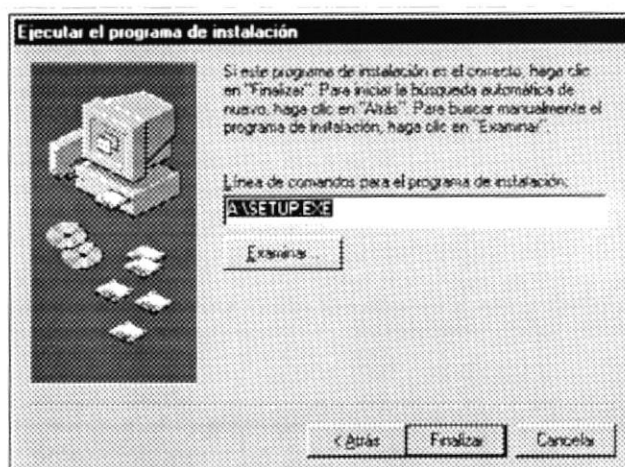 Ejecutar el programa de instalación
Si este programa de instalación es el correcto, haga clic
en "Finalizar". Para iniciar la búsqueda automática de
nuevo, haga clic en "Atrás". Para buscar manualmente el
programa de instalación, haga clic en "Examinar".
Línea de comandos para el programa de instalación:
A:\SETUP.EXE
Examinar...
< Atrás
Finalizar
Cancelar